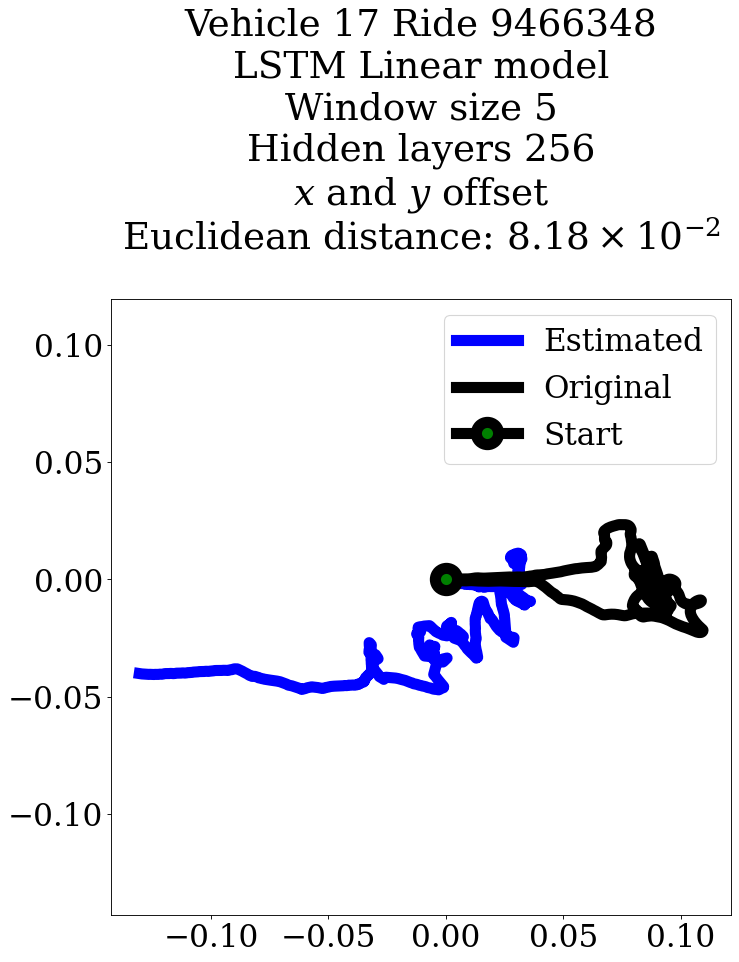 Vehicle 17 Ride 9466348
LSTM Linear model
Window size 5
Hidden layers 256
x and y offset
Euclidean distance: 8.18 × 10⁻²
Estimated
Original
Start
0.10
0.05
0.00
−0.05
−0.10
−0.10 −0.05 0.00 0.05 0.10